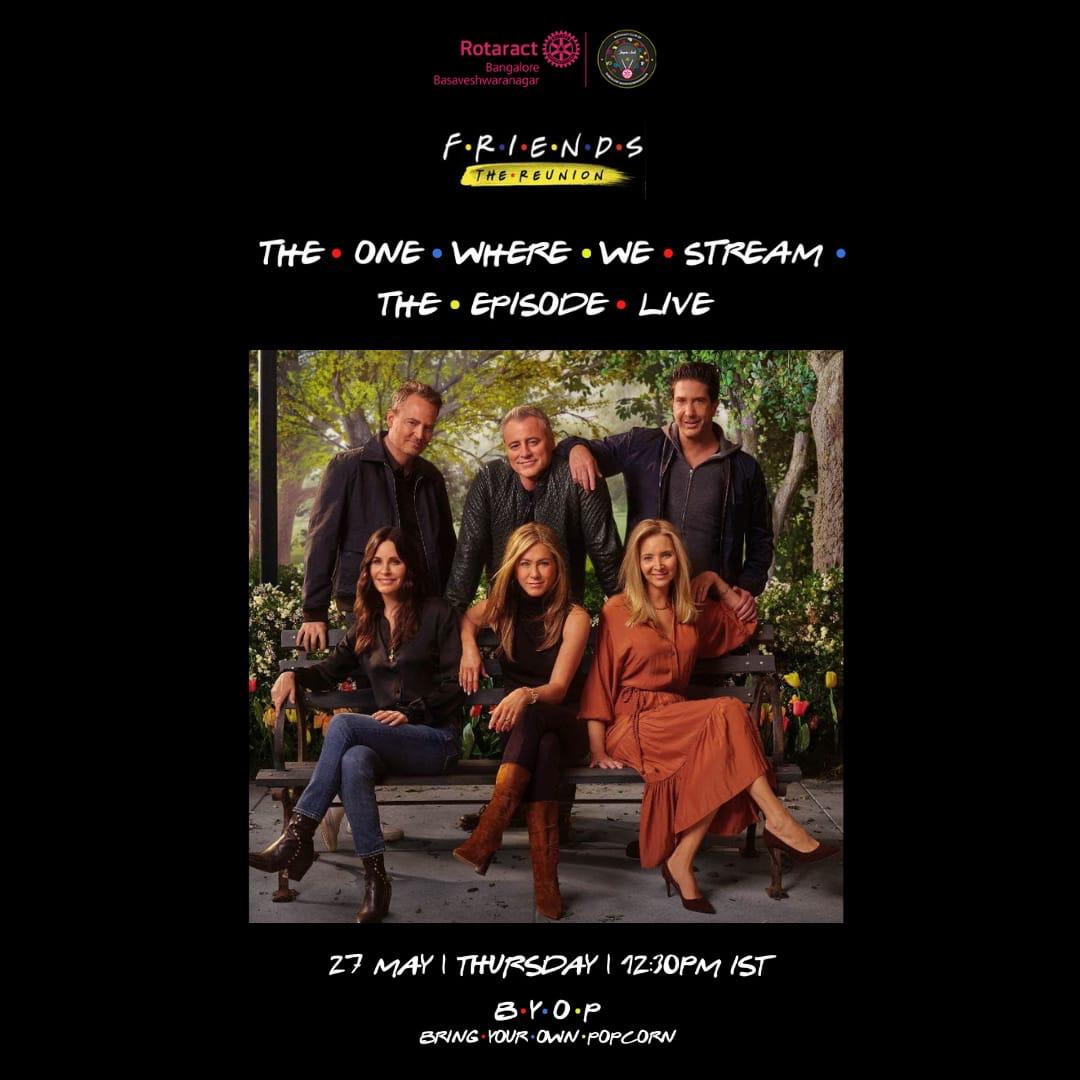 Rotaract
Bangalore
Basaveshwaranagar
F•R•I•E•N•D•S
THE•REUNION
THE • ONE • WHERE • WE • STREAM •
THE • EPISODE • LIVE
27 MAY | THURSDAY | 12:30PM IST
B•Y•O•P
BRING•YOUR•OWN•POPCORN